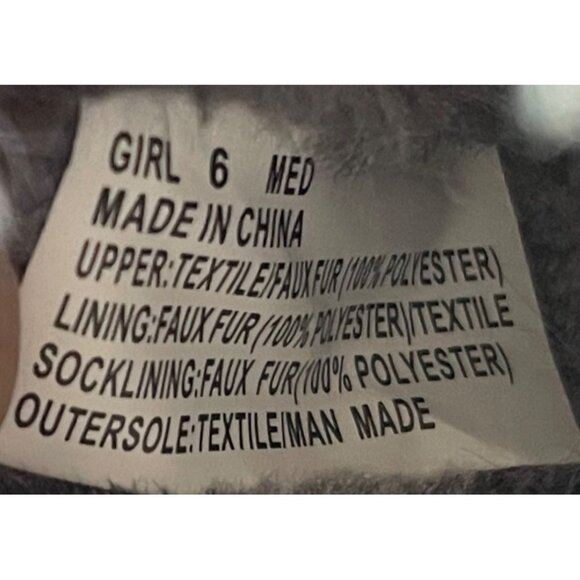 GIRL 6 MED
MADE IN CHINA
UPPER:TEXTILE/FAUX FUR(100% POLYESTER)
LINING:FAUX FUR(100% POLYESTER)/TEXTILE
SOCKLINING:FAUX FUR(100% POLYESTER)
OUTERSOLE:TEXTILE/MAN MADE